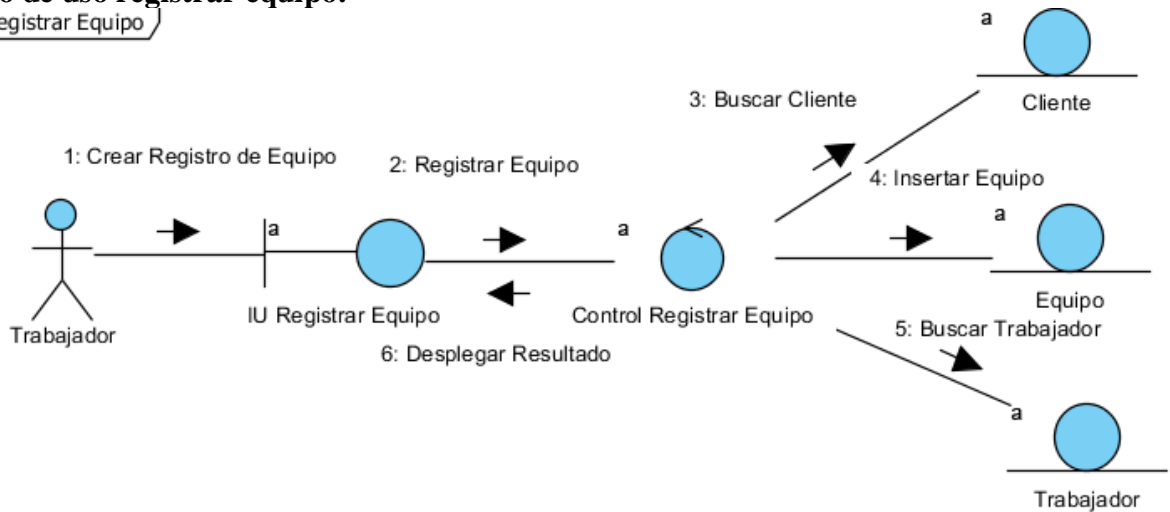 o de uso registrar equipo.
egistrar Equipo
a
Cliente
3: Buscar Cliente
1: Crear Registro de Equipo
2: Registrar Equipo
4: Insertar Equipo
a
a
a
Equipo
IU Registrar Equipo
Control Registrar Equipo
5: Buscar Trabajador
Trabajador
6: Desplegar Resultado
a
Trabajador